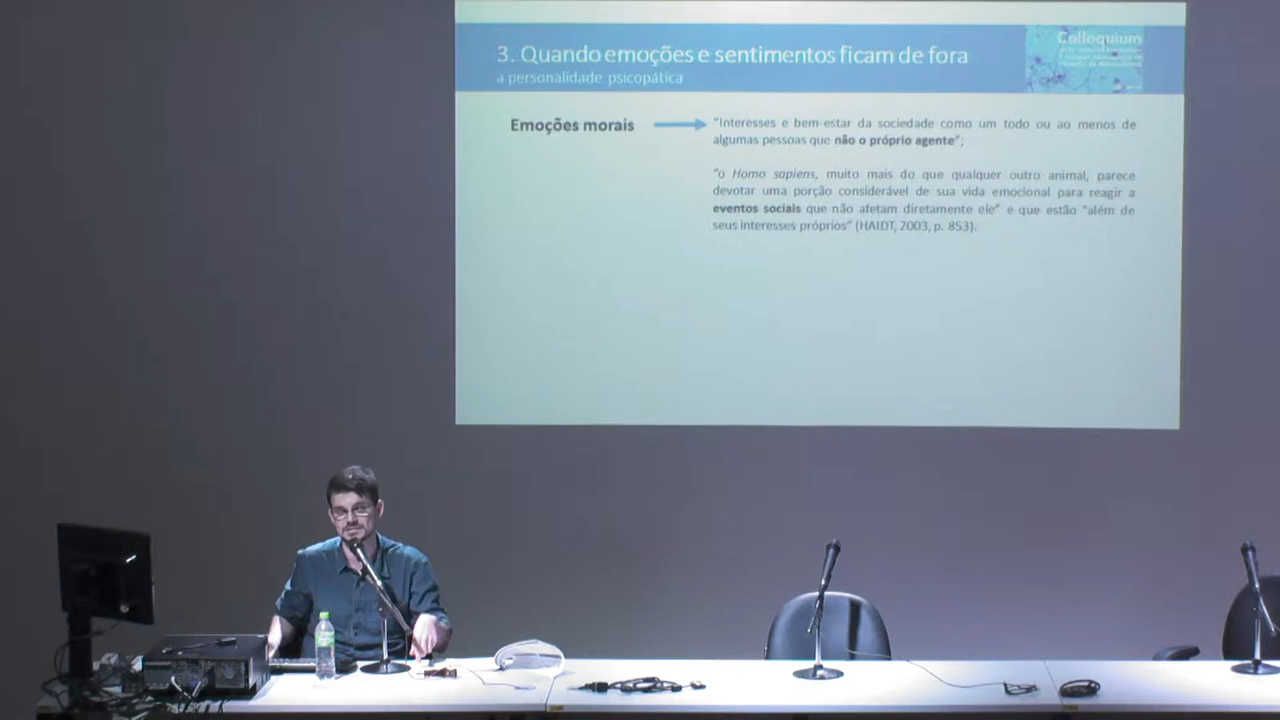 3. Quando emoções e sentimentos ficam de fora
a personalidade psicopática
Colloquium
Emoções morais
"Interesses e bem-estar da sociedade como um todo ou ao menos de
algumas pessoas que não o próprio agente";
"o Homo sapiens, muito mais do que qualquer outro animal, parece
devotar uma porção considerável de sua vida emocional para reagir a
eventos sociais que não afetam diretamente ele" e que estão "além de
seus interesses próprios" (HAIDT, 2003, p. 853).